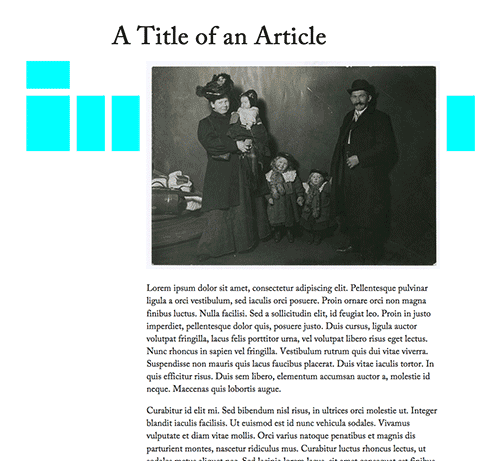 A Title of an Article
Lorem ipsum dolor sit amet, consectetur adipiscing elit. Pellentesque pulvinar
ligula a orci vestibulum, sed iaculis orci posuere. Proin ornare orci non magna
finibus luctus. Nulla facilisi. Sed a sollicitudin elit, id feugiat leo. Proin in justo
imperdiet, pellentesque dolor quis, posuere justo. Duis cursus, ligula auctor
volutpat fringilla, lacus felis porttitor urna, vel volutpat libero risus eget lectus.
Nunc rhoncus in sapien vel fringilla. Vestibulum rutrum quis dui vitae viverra.
Suspendisse non mauris quis lacus faucibus placerat. Duis vitae iaculis tortor. In
quis efficitur risus. Duis sem libero, elementum accumsan auctor a, molestie id
neque. Maecenas quis lobortis augue.
Curabitur id elit mi. Sed bibendum nisl risus, in ultrices orci molestie ut. Integer
blandit iaculis facilisis. Ut euismod est id nunc vehicula sodales. Vivamus
vulputate et diam vitae mollis. Orci varius natoque penatibus et magnis dis
parturient montes, nascetur ridiculus mus. Curabitur luctus rhoncus lectus, ut